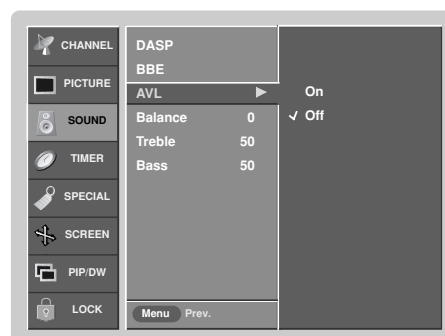 CHANNEL
PICTURE
SOUND
TIMER
SPECIAL
SCREEN
PIP/DW
LOCK
DASP
BBE
AVL
Balance 0
Treble 50
Bass 50
Menu Prev.
On
Off